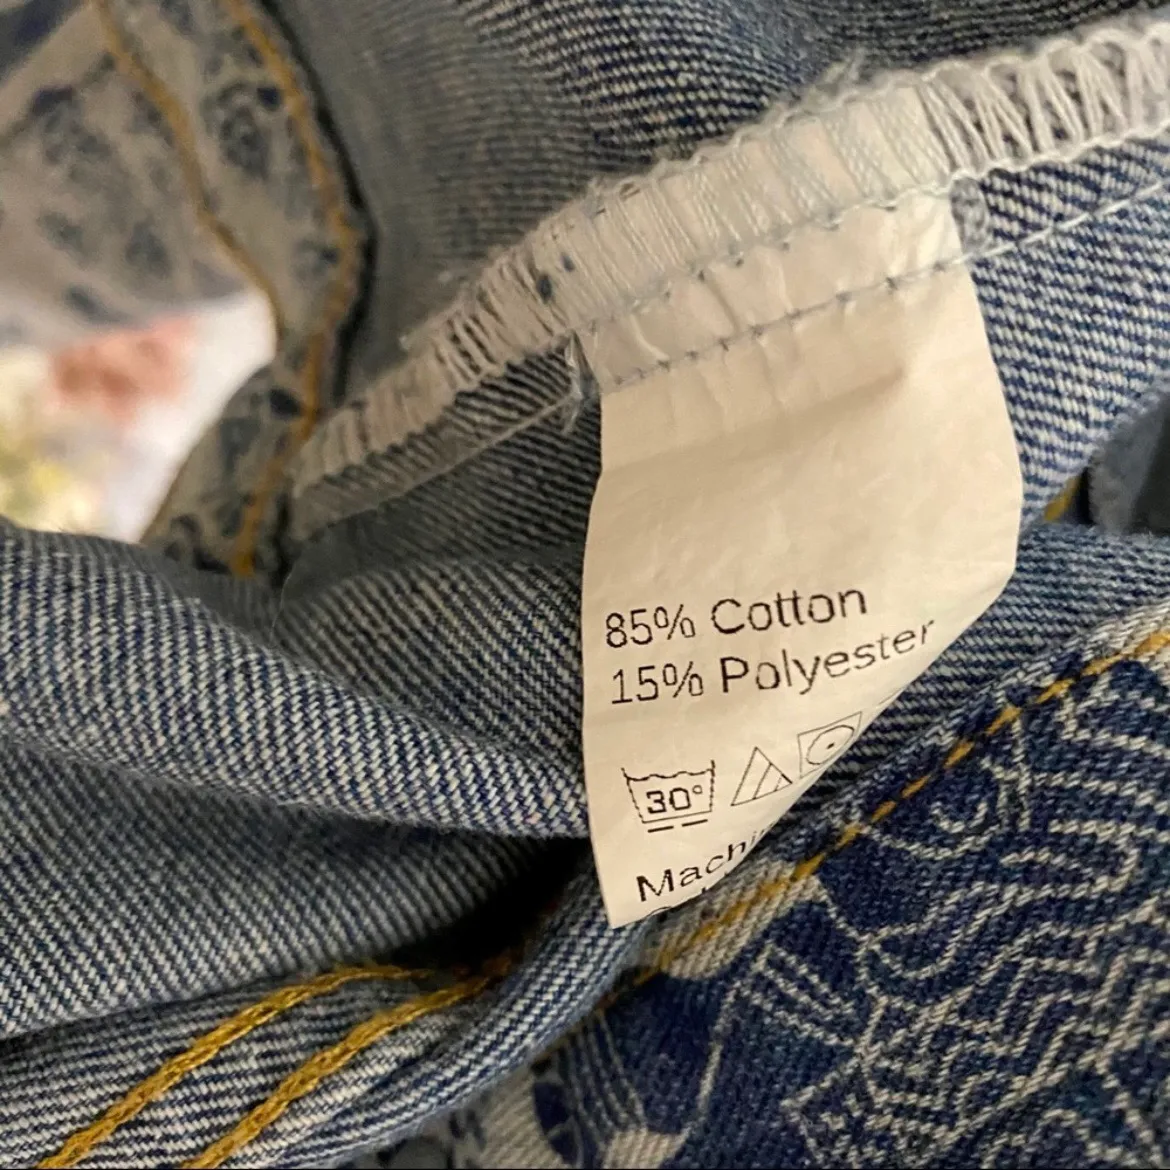 85% Cotton
15% Polyester
30°